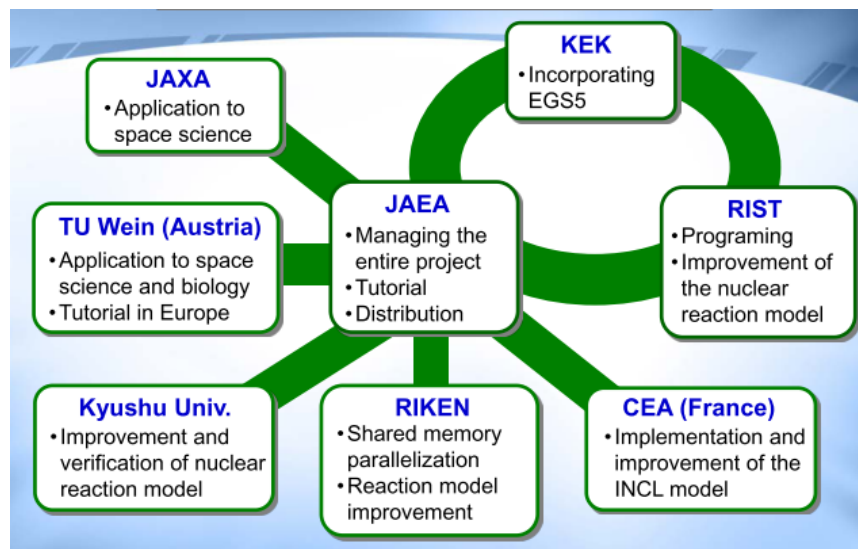 KEK
•Incorporating
EGS5
JAXA
•Application to
space science
JAEA
•Managing the
entire project
•Tutorial
•Distribution
RIST
•Programing
•Improvement of
the nuclear
reaction model
TU Wein (Austria)
•Application to space
science and biology
•Tutorial in Europe
Kyushu Univ.
•Improvement and
verification of nuclear
reaction model
RIKEN
•Shared memory
parallelization
•Reaction model
improvement
CEA (France)
•Implementation and
improvement of the
INCL model